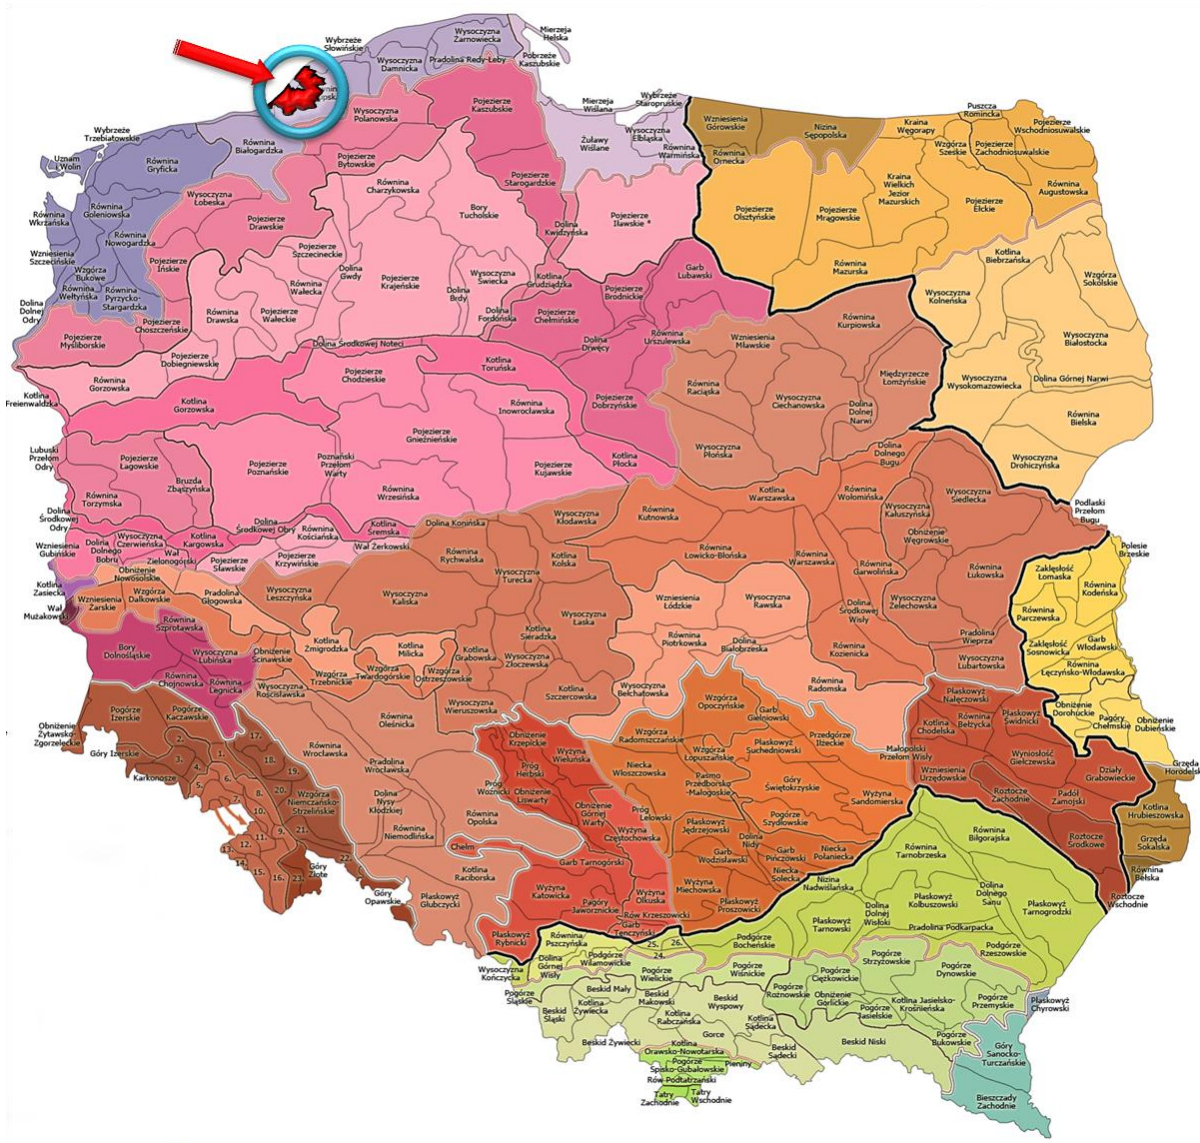 Mierzeja
Helska
Wybrzeże
Słowińskie
Wysoczyzna
Żarnowiecka
Wysoczyzna
Damnicka
Pradolina Redy-Łeby
Pobrzeże
Kaszubskie
Wysoczyzna
Polanowska
Pojezierze
Kaszubskie
Mierzeja
Wiślana
Wybrzeże
Staropruskie
Wzniesienia
Górowskie
Nizina
Sępopolska
Kraina
Węgorapy
Puszcza
Romincka
Pojezierze
Wschodniosuwalskie
Wybrzeże
Trzebiatowskie
Równina
Białogardzka
Żuławy
Wiślane
Wysoczyzna
Elbląska
Równina
Warmińska
Równina
Ornecka
Wzgórza
Szeskie
Pojezierze
Zachodniosuwalskie
Uznam
i Wolin
Równina
Gryficka
Pojezierze
Bytowskie
Pojezierze
Starogardzkie
Równina
Augustowska
Równina
Wkrzańska
Równina
Goleniowska
Wysoczyzna
Łobeska
Równina
Charzykowska
Bory
Tucholskie
Dolina
Kwidzyńska
Pojezierze
Iławskie *
Pojezierze
Olsztyńskie
Pojezierze
Mrągowskie
Kraina
Wielkich
Jezior
Mazurskich
Pojezierze
Ełckie
Pojezierze
Drawskie
Równina
Nowogardzka
Wzniesienia
Szczecińskie
Wzgórza
Bukowe
Pojezierze
Ińskie
Pojezierze
Szczecineckie
Dolina
Gwdy
Pojezierze
Krajeńskie
Wysoczyzna
Świecka
Kotlina
Grudziądzka
Garb
Lubawski
Równina
Mazurska
Kotlina
Biebrzańska
Wzgórza
Sokólskie
Równina
Wełtyńska
Równina
Pyrzycko-
Stargardzka
Równina
Wałecka
Dolina
Brdy
Pojezierze
Brodnickie
Wysoczyzna
Kolneńska
Dolina
Dolnej
Odry
Pojezierze
Choszczeńskie
Równina
Drawska
Pojezierze
Wałeckie
Dolina
Fordońska
Pojezierze
Chełmińskie
Równina
Kurpiowska
Pojezierze
Myśliborskie
Pojezierze
Dobiegniewskie
Dolina Środkowej Noteci
Dolina
Drwęcy
Równina
Urszulewska
Wzniesienia
Mławskie
Wysoczyzna
Białostocka
Równina
Gorzowska
Pojezierze
Chodzieskie
Kotlina
Toruńska
Międzyrzecze
Łomżyńskie
Wysoczyzna
Wysokomazowiecka
Dolina Górnej Narwi
Kotlina
Freienwaldzka
Kotlina
Gorzowska
Równina
Inowrocławska
Pojezierze
Dobrzyńskie
Równina
Raciąska
Wysoczyzna
Ciechanowska
Dolina
Dolnej
Narwi
Równina
Bielska
Lubuski
Przełom
Odry
Pojezierze
Łagowskie
Pojezierze
Poznańskie
Poznański
Przełom
Warty
Pojezierze
Gnieźnieńskie
Kotlina
Płocka
Wysoczyzna
Płońska
Dolina
Dolnego
Bugu
Wysoczyzna
Drohiczyńska
Równina
Torzymska
Bruzda
Zbąszyńska
Równina
Wrzesińska
Pojezierze
Kujawskie
Kotlina
Warszawska
Równina
Wołomińska
Wysoczyzna
Siedlecka
Podlaski
Przełom
Bugu
Dolina
Środkowej
Odry
Wysoczyzna
Czerwieńska
Kotlina
Kargowska
Dolina
Środkowej Obry
Równina
Kościańska
Kotlina
Śremska
Dolina Konińska
Wysoczyzna
Kłodawska
Równina
Kutnowska
Wysoczyzna
Kałuszyńska
Obniżenie
Węgrowskie
Polesie
Brzeskie
Wzniesienia
Gubińskie
Dolina
Dolnego
Bobru
Wał
Zielonogórski
Pojezierze
Sławskie
Pojezierze
Krzywińskie
Wał Żerkowski
Równina
Rychwalska
Kotlina
Kolska
Równina
Łowicko-Błońska
Równina
Warszawska
Równina
Garwolińska
Równina
Łukowska
Zaklęsłość
Łomaska
Równina
Kodeńska
Kotlina
Zasiecka
Obniżenie
Nowosolskie
Wzniesienia
Żarskie
Wzgórza
Dalkowskie
Pradolina
Głogowska
Wysoczyzna
Leszczyńska
Wysoczyzna
Kaliska
Wysoczyzna
Turecka
Wysoczyzna
Łaska
Wzniesienia
Łódzkie
Wysoczyzna
Rawska
Dolina
Środkowej
Wisły
Wysoczyzna
Żelechowska
Równina
Parczewska
Wał
Mużakowski
Równina
Szprotawska
Kotlina
Żmigrodzka
Kotlina
Milicka
Kotlina
Grabowska
Kotlina
Sieradzka
Równina
Piotrkowska
Dolina
Białobrzeska
Równina
Kozienicka
Pradolina
Wieprza
Zaklęsłość
Sosnowicka
Garb
Włodawski
Bory
Dolnośląskie
Wysoczyzna
Lubińska
Obniżenie
Ścinawskie
Wzgórza
Trzebnickie
Wzgórza
Twardogórskie
Wzgórza
Ostrzeszowskie
Wysoczyzna
Złoczewska
Wysoczyzna
Lubartowska
Równina
Łęczyńsko-Włodawska
Równina
Chojnowska
Równina
Legnicka
Wysoczyzna
Rościsławska
Wysoczyzna
Wieruszowska
Kotlina
Szczercowska
Wysoczyzna
Bełchatowska
Równina
Radomska
Wzgórza
Opoczyńskie
Płaskowyż
Nałęczowski
Obniżenie
Dorohuckie
Pagóry
Chełmskie
Obniżenie
Dubieńskie
Pogórze
Izerskie
Pogórze
Kaczawskie
Równina
Oleśnicka
Garb
Gielniowski
Kotlina
Chodelska
Równina
Bełżycka
Płaskowyż
Świdnicki
Obniżenie
Żytawsko-
Zgorzeleckie
Góry Izerskie
Karkonosze
Równina
Wrocławska
Obniżenie
Krzepickie
Wyżyna
Wieluńska
Wzgórza
Radomszczańskie
Wzgórza
Łopuszańskie
Płaskowyż
Suchedniowski
Przedgórze
Iłżeckie
Małopolski
Przełom Wisły
Wyniosłość
Giełczewska
Działy
Grabowieckie
Grzęda
Horodelska
Próg
Herbski
Niecka
Włoszczowska
Pradolina
Wrocławska
Próg
Woźnicki
Obniżenie
Liswarty
Pasmo
Przedborsko-
Małogoskie
Góry
Świętokrzyskie
Wyżyna
Sandomierska
Wzniesienia
Urzędowskie
Roztocze
Zachodnie
Padół
Zamojski
Kotlina
Hrubieszowska
Wzgórza
Niemczańsko-
Strzelińskie
Dolina
Nysy
Kłodzkiej
Równina
Opolska
Obniżenie
Górnej
Warty
Próg
Lelowski
Pogórze
Szydłowskie
Równina
Niemodlińska
Wyżyna
Częstochowska
Płaskowyż
Jędrzejowski
Dolina
Nidy
Roztocze
Środkowe
Grzęda
Sokalska
Chełm
Garb Tarnogórski
Garb
Wodzisławski
Garb
Pińczowski
Niecka
Połaniecka
Równina
Biłgorajska
Równina
Tarnobrzeska
Równina
Bełska
Góry
Złote
Kotlina
Raciborska
Wyżyna
Katowicka
Wyżyna
Olkuska
Wyżyna
Miechowska
Niecka
Solecka
Nizina
Nadwiślańska
Roztocze
Wschodnie
Góry
Opawskie
Płaskowyż
Głubczycki
Pagóry
Jaworznickie
Rów Krzeszowicki
Garb
Tenczyński
Płaskowyż
Proszowicki
Dolina
Dolnej
Wisłoki
Płaskowyż
Kolbuszowski
Dolina
Dolnego
Sanu
Płaskowyż
Tarnogrodzki
Płaskowyż
Rybnicki
Równina
Pszczyńska
Podgórze
Bocheńskie
Płaskowyż
Tarnowski
Pradolina Podkarpacka
Podgórze
Rzeszowskie
Wysoczyzna
Kończycka
Dolina
Górnej
Wisły
Podgórze
Wilamowickie
Pogórze
Wielickie
Pogórze
Wiśnickie
Pogórze
Ciężkowickie
Pogórze
Strzyżowskie
Pogórze
Dynowskie
Pogórze
Śląskie
Beskid Mały
Beskid
Makowski
Beskid
Wyspowy
Pogórze
Rożnowskie
Obniżenie
Gorlickie
Kotlina Jasielsko-
Krośnieńska
Pogórze
Przemyskie
Płaskowyż
Chyrowski
Beskid
Śląski
Kotlina
Żywiecka
Kotlina
Rabczańska
Kotlina
Sądecka
Pogórze
Jasielskie
Beskid Żywiecki
Gorce
Beskid
Sądecki
Beskid Niski
Pogórze
Bukowskie
Góry
Sanocko-
Turczańskie
Kotlina
Orawsko-Nowotarska
Pogórze
Spisko-Gubałowskie
Pieniny
Rów Podtatrzański
Tatry
Zachodnie
Tatry
Wschodnie
Bieszczady
Zachodnie
1.
2.
3.
4.
5.
6.
7.
8.
9.
10.
11.
12.
13.
14.
15.
16.
17.
18.
19.
20.
21.
22.
23.
24.
25.
26.